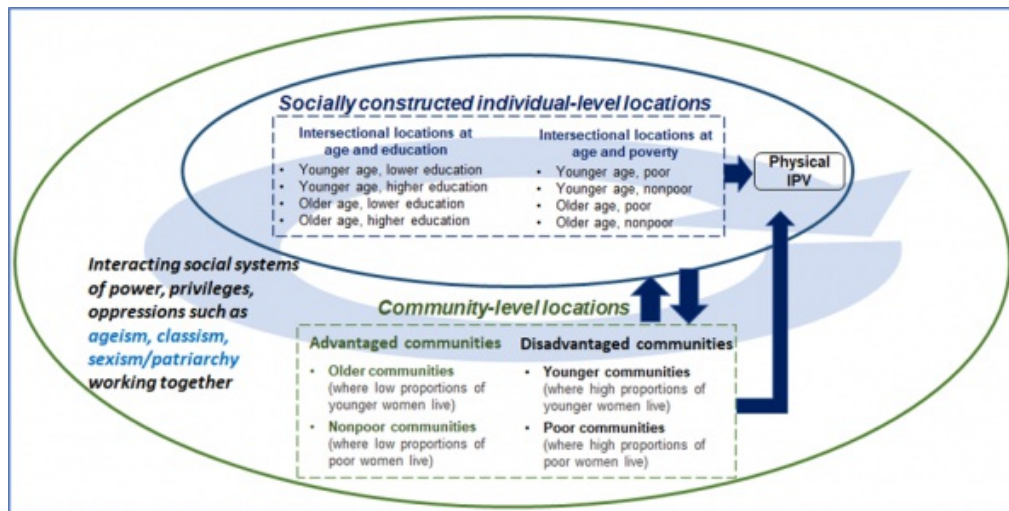 Socially constructed individual-level locations
Intersectional locations at
age and education
• Younger age, lower education
• Younger age, higher education
• Older age, lower education
• Older age, higher education
Intersectional locations at
age and poverty
• Younger age, poor
• Younger age, nonpoor
• Older age, poor
• Older age, nonpoor
Physical
IPV
Interacting social systems
of power, privileges,
oppressions such as
ageism, classism,
sexism/patriarchy
working together
Community-level locations
Advantaged communities
• Older communities
(where low proportions of
younger women live)
• Nonpoor communities
(where low proportions of
poor women live)
Disadvantaged communities
• Younger communities
(where high proportions of
younger women live)
• Poor communities
(where high proportions of
poor women live)